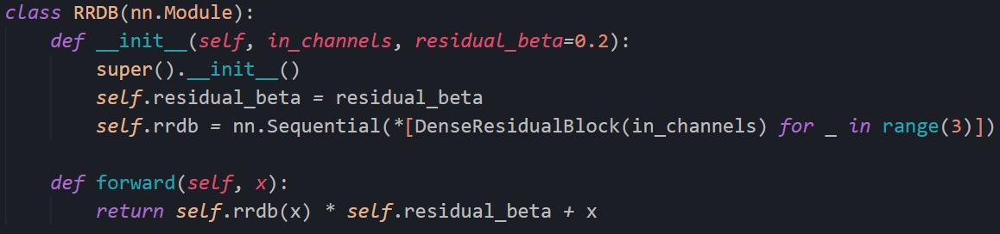 class RRDB(nn.Module):
    def __init__(self, in_channels, residual_beta=0.2):
        super().__init__()
        self.residual_beta = residual_beta
        self.rrdb = nn.Sequential(*[DenseResidualBlock(in_channels) for _ in range(3)])
    def forward(self, x):
        return self.rrdb(x) * self.residual_beta + x